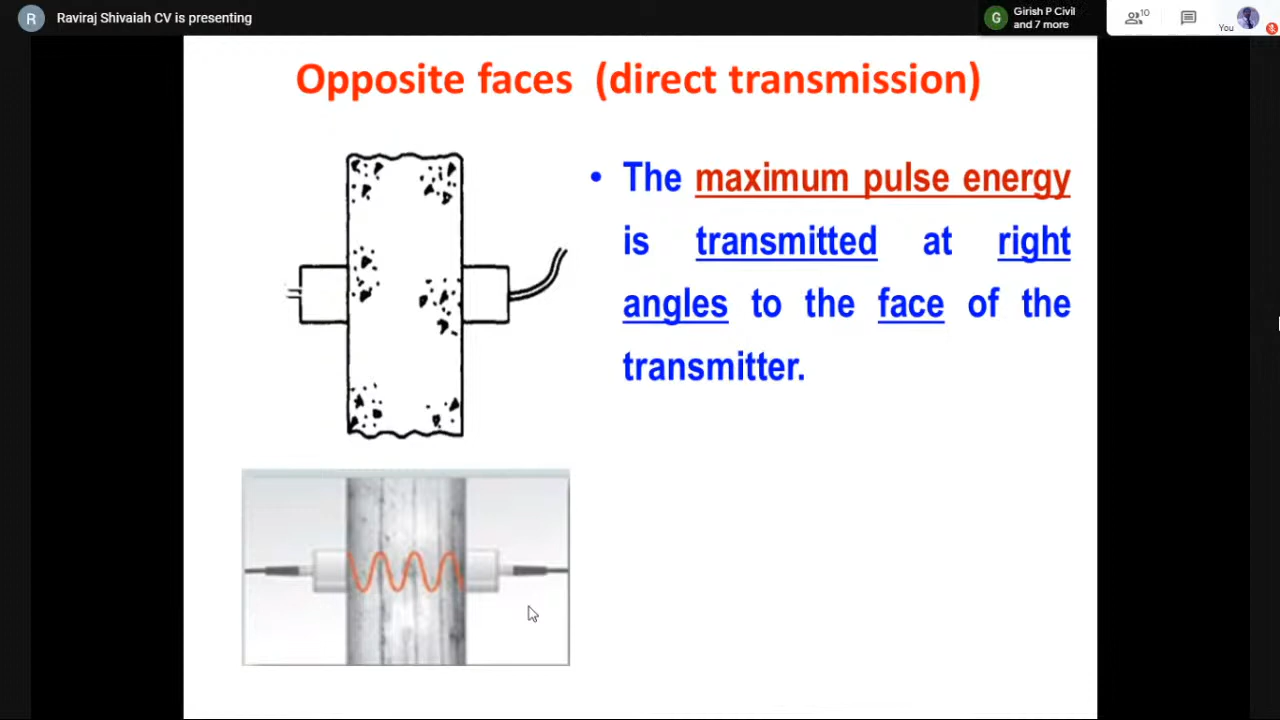 R
Raviraj Shivaiah CV is presenting
G
Girish P Civil
and 7 more
10
You
Opposite faces (direct transmission)
• The maximum pulse energy
is transmitted at right
angles to the face of the
transmitter.